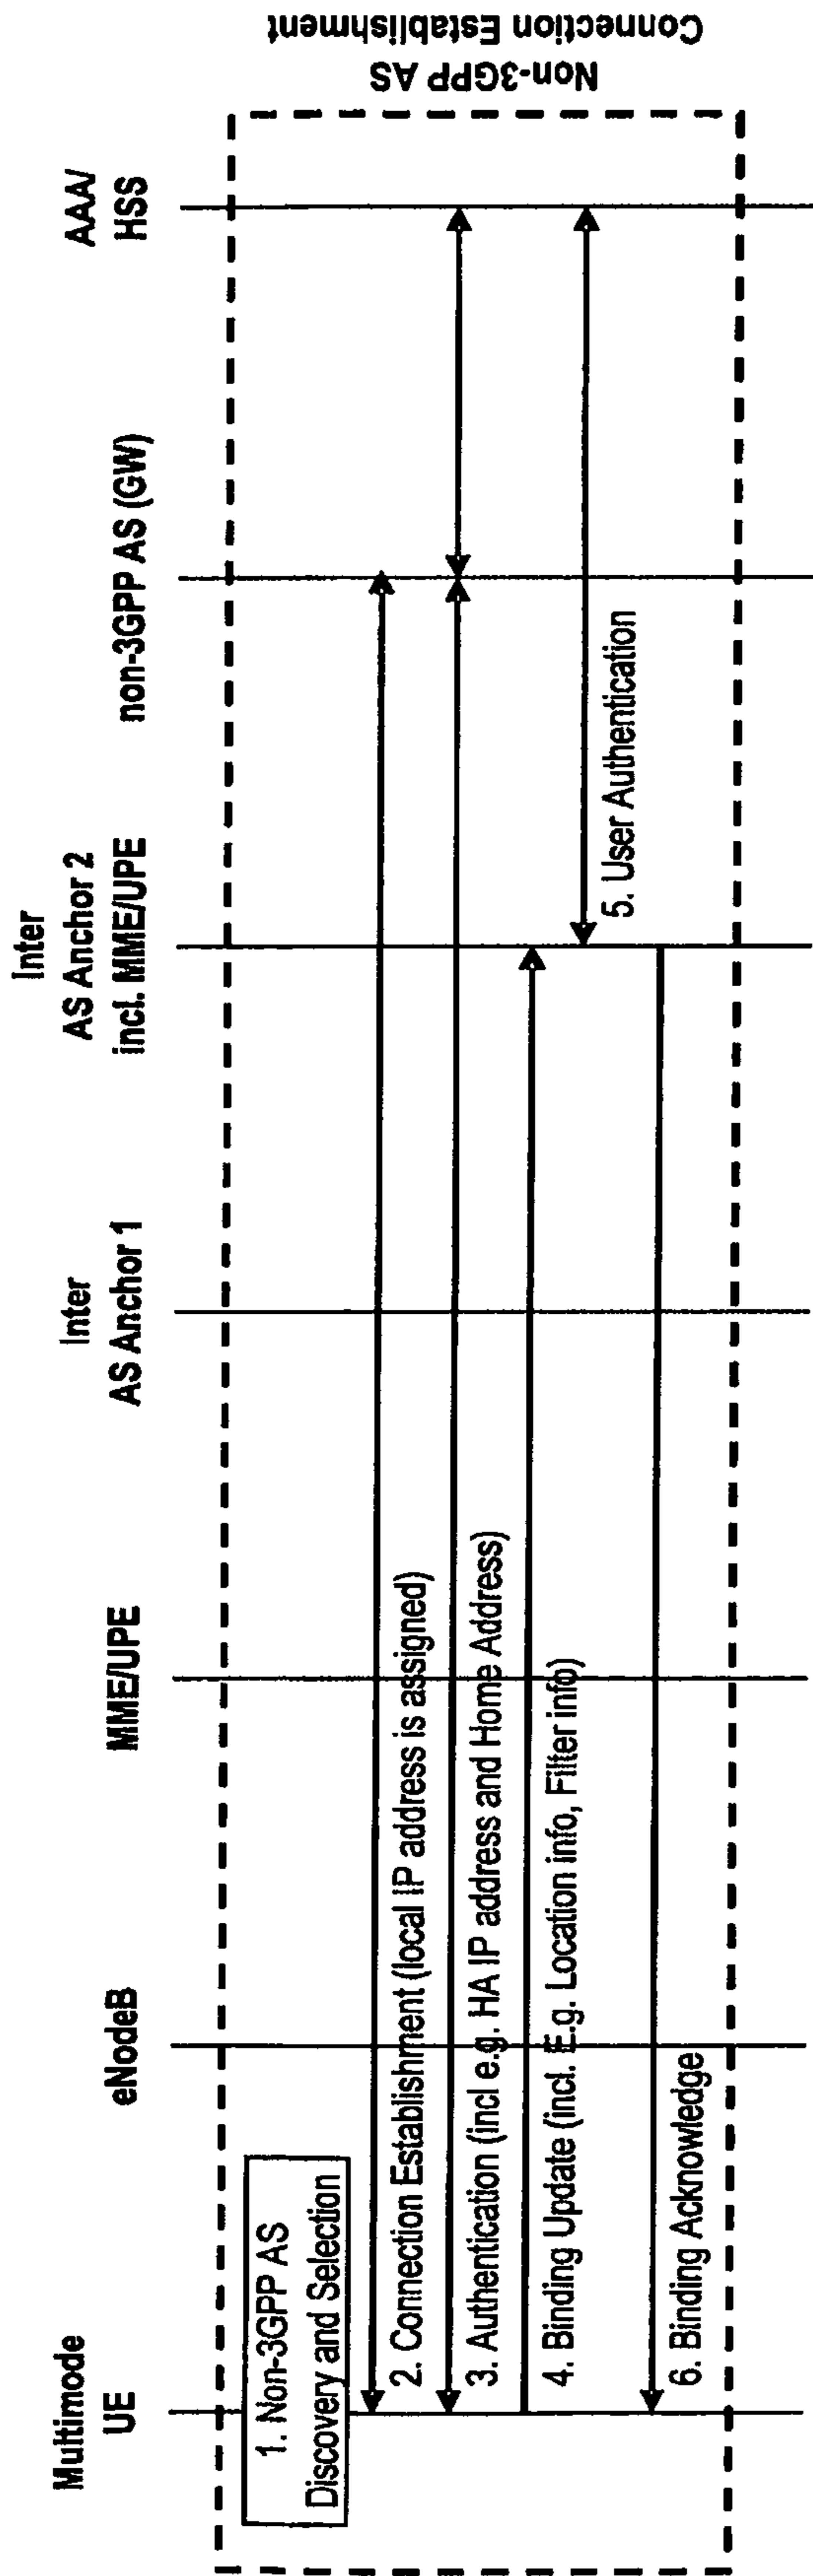 Multimode
UE
eNodeB
MME/UPE
Inter
AS Anchor 1
Inter
AS Anchor 2
incl. MME/UPE
non-3GPP AS (GW)
AAA/
HSS
1. Non-3GPP AS
Discovery and Selection
2. Connection Establishment (local IP address is assigned)
3. Authentication (incl e.g. HA IP address and Home Address)
4. Binding Update (incl. E.g. Location info, Filter info)
5. User Authentication
6. Binding Acknowledge
Non-3GPP AS
Connection Establishment